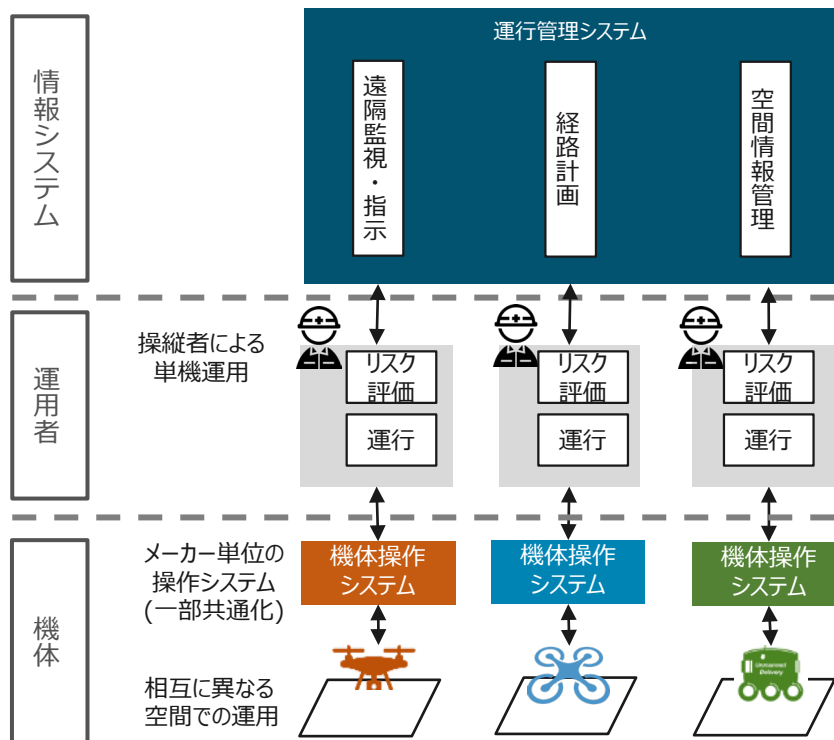 情報システム
運行管理システム
遠隔監視・指示
経路計画
空間情報管理
運用者
操縦者による
単機運用
リスク
評価
運行
リスク
評価
運行
リスク
評価
運行
機体
メーカー単位の
操作システム
(一部共通化)
機体操作
システム
機体操作
システム
機体操作
システム
相互に異なる
空間での運用
Unmanned
Delivery